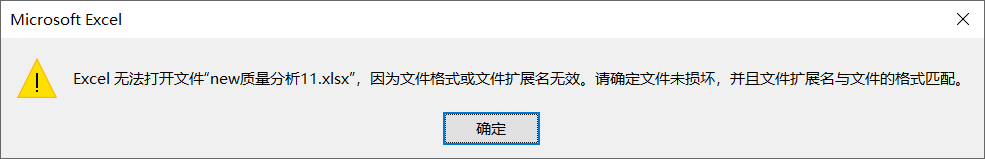 Microsoft Excel
Excel 无法打开文件“new质量分析11.xlsx”，因为文件格式或文件扩展名无效。请确定文件未损坏，并且文件扩展名与文件的格式匹配。
确定